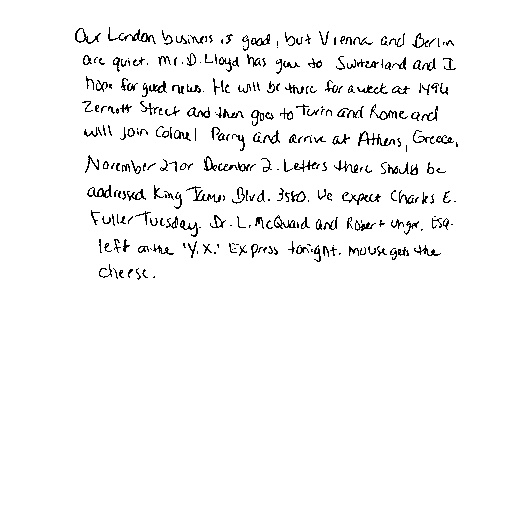 Our London business is good, but Vienna and Berlin
are quiet. Mr. D. Lloyd has gone to Switzerland and I
hope for good news. He will be there for a week at 1496
Zermott Street and then goes to Turin and Rome and
will join Colonel Parry and arrive at Athens, Greece,
November 27 or December 2. Letters there should be
addressed King James Blvd. 3580. We expect Charles E.
Fuller Tuesday. Dr. L. McQuaid and Robert Unger, Esq.
left on the 'Y.X.' Express tonight. Mouse gets the
cheese.